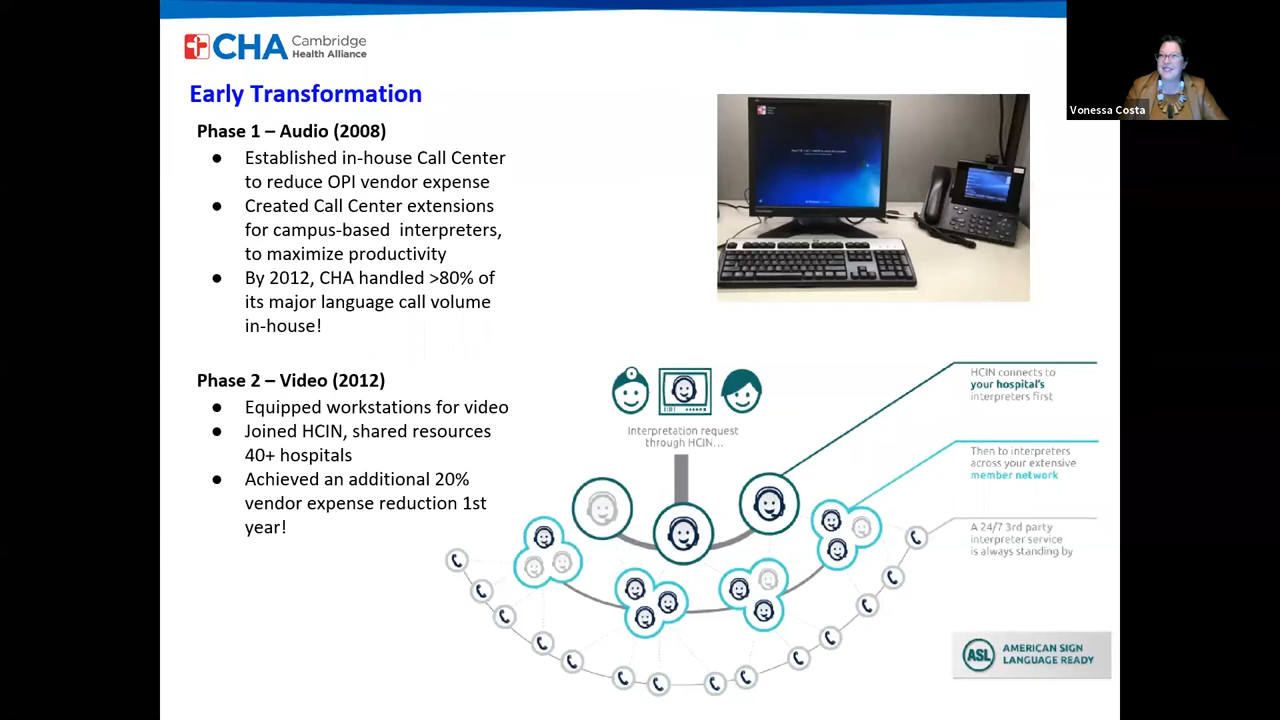 CHA Cambridge
Health Alliance
Vonessa Costa
Early Transformation
Phase 1 – Audio (2008)
● Established in-house Call Center
to reduce OPI vendor expense
● Created Call Center extensions
for campus-based interpreters,
to maximize productivity
● By 2012, CHA handled >80% of
its major language call volume
in-house!
Phase 2 – Video (2012)
● Equipped workstations for video
● Joined HCIN, shared resources
40+ hospitals
● Achieved an additional 20%
vendor expense reduction 1st
year!
Interpretation request
through HCIN...
HCIN connects to
your hospital's
interpreters first
Then to interpreters
across your extensive
member network
A 24/7 3rd party
interpreter service
is always standing by
ASL AMERICAN SIGN
LANGUAGE READY